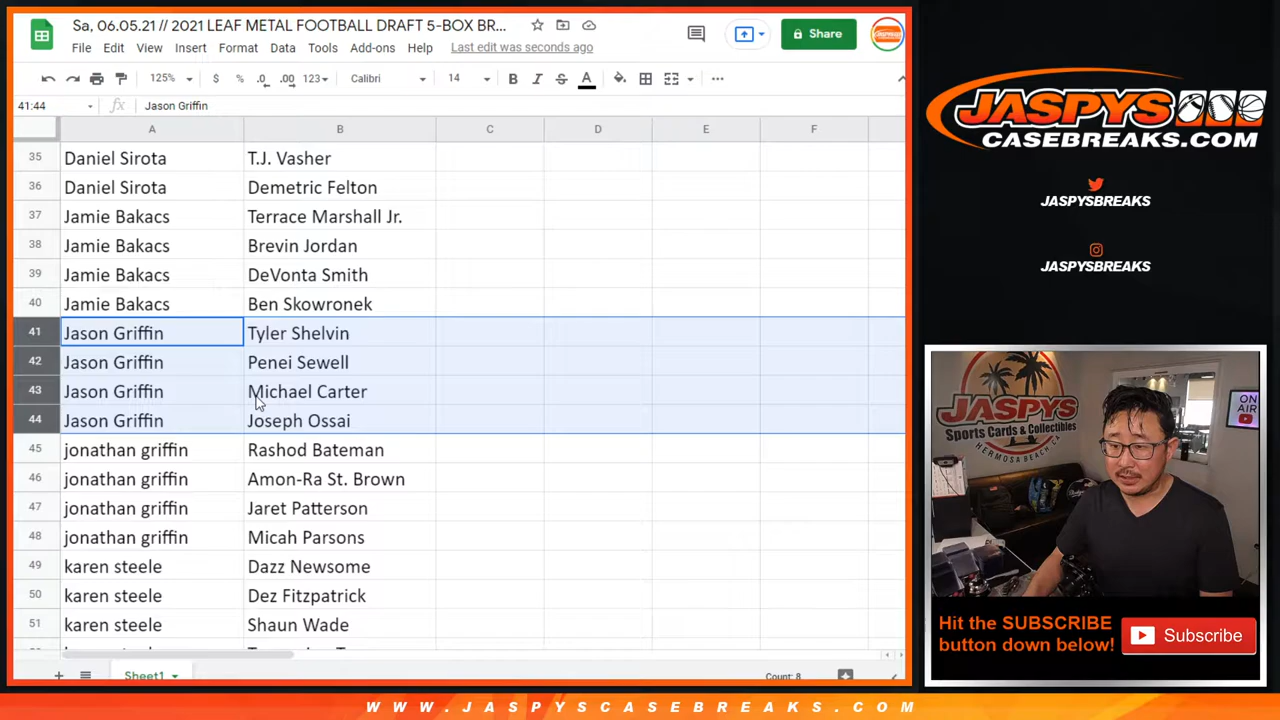 Sa, 06.05.21 // 2021 LEAF METAL FOOTBALL DRAFT 5-BOX BR...
File Edit View Insert Format Data Tools Add-ons Help Last edit was seconds ago
Share
125% $ % .0 .00 123 Calibri 14 B I S A
41:44 fx Jason Griffin
A B C D E F
35 Daniel Sirota T.J. Vasher
36 Daniel Sirota Demetric Felton
37 Jamie Bakacs Terrace Marshall Jr.
38 Jamie Bakacs Brevin Jordan
39 Jamie Bakacs DeVonta Smith
40 Jamie Bakacs Ben Skowronek
41 Jason Griffin Tyler Shelvin
42 Jason Griffin Penei Sewell
43 Jason Griffin Michael Carter
44 Jason Griffin Joseph Ossai
45 jonathan griffin Rashod Bateman
46 jonathan griffin Amon-Ra St. Brown
47 jonathan griffin Jaret Patterson
48 jonathan griffin Micah Parsons
49 karen steele Dazz Newsome
50 karen steele Dez Fitzpatrick
51 karen steele Shaun Wade
Sheet1 Count: 8
JASPYS
CASEBREAKS.COM
JASPYSBREAKS
JASPYSBREAKS
JASPYS
Sports Cards & Collectibles
HERMOSA BEACH, CA
ON
AIR
Hit the SUBSCRIBE
button down below!
Subscribe
WWW.JASPYSCASEBREAKS.COM